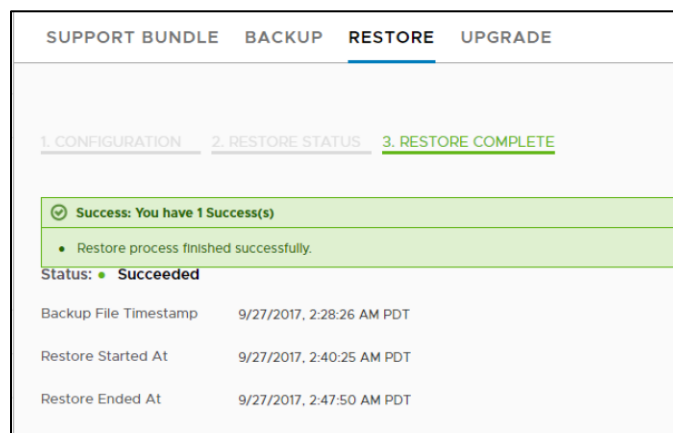 SUPPORT BUNDLE BACKUP RESTORE UPGRADE
1. CONFIGURATION 2. RESTORE STATUS 3. RESTORE COMPLETE
Success: You have 1 Success(s)
• Restore process finished successfully.
Status: • Succeeded
Backup File Timestamp 9/27/2017, 2:28:26 AM PDT
Restore Started At 9/27/2017, 2:40:25 AM PDT
Restore Ended At 9/27/2017, 2:47:50 AM PDT